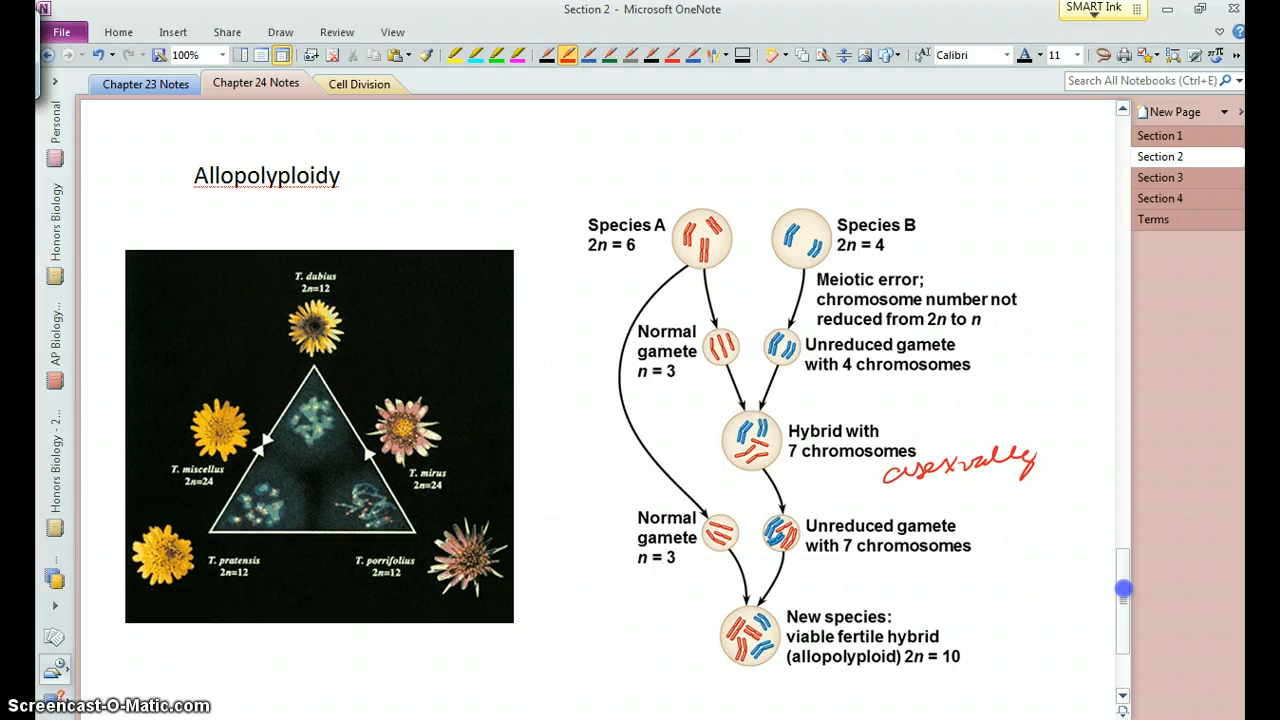 Section 2 - Microsoft OneNote
SMART Ink
File
Home
Insert
Share
Draw
Review
View
100%
Calibri
11
Chapter 23 Notes
Chapter 24 Notes
Cell Division
Search All Notebooks (Ctrl+E)
New Page
Section 1
Section 2
Section 3
Section 4
Terms
Personal
Honors Biology
AP Biology...
Honors Biology - 2...
...
Allopolyploidy
T. dubius
2n=12
T. miscellus
2n=24
T. mirus
2n=24
T. pratensis
2n=12
T. porrifolius
2n=12
Species A
2n = 6
Species B
2n = 4
Meiotic error;
chromosome number not
reduced from 2n to n
Normal
gamete
n = 3
Unreduced gamete
with 4 chromosomes
Hybrid with
7 chromosomes
asexually
Normal
gamete
n = 3
Unreduced gamete
with 7 chromosomes
New species:
viable fertile hybrid
(allopolyploid) 2n = 10
Screencast-O-Matic.com